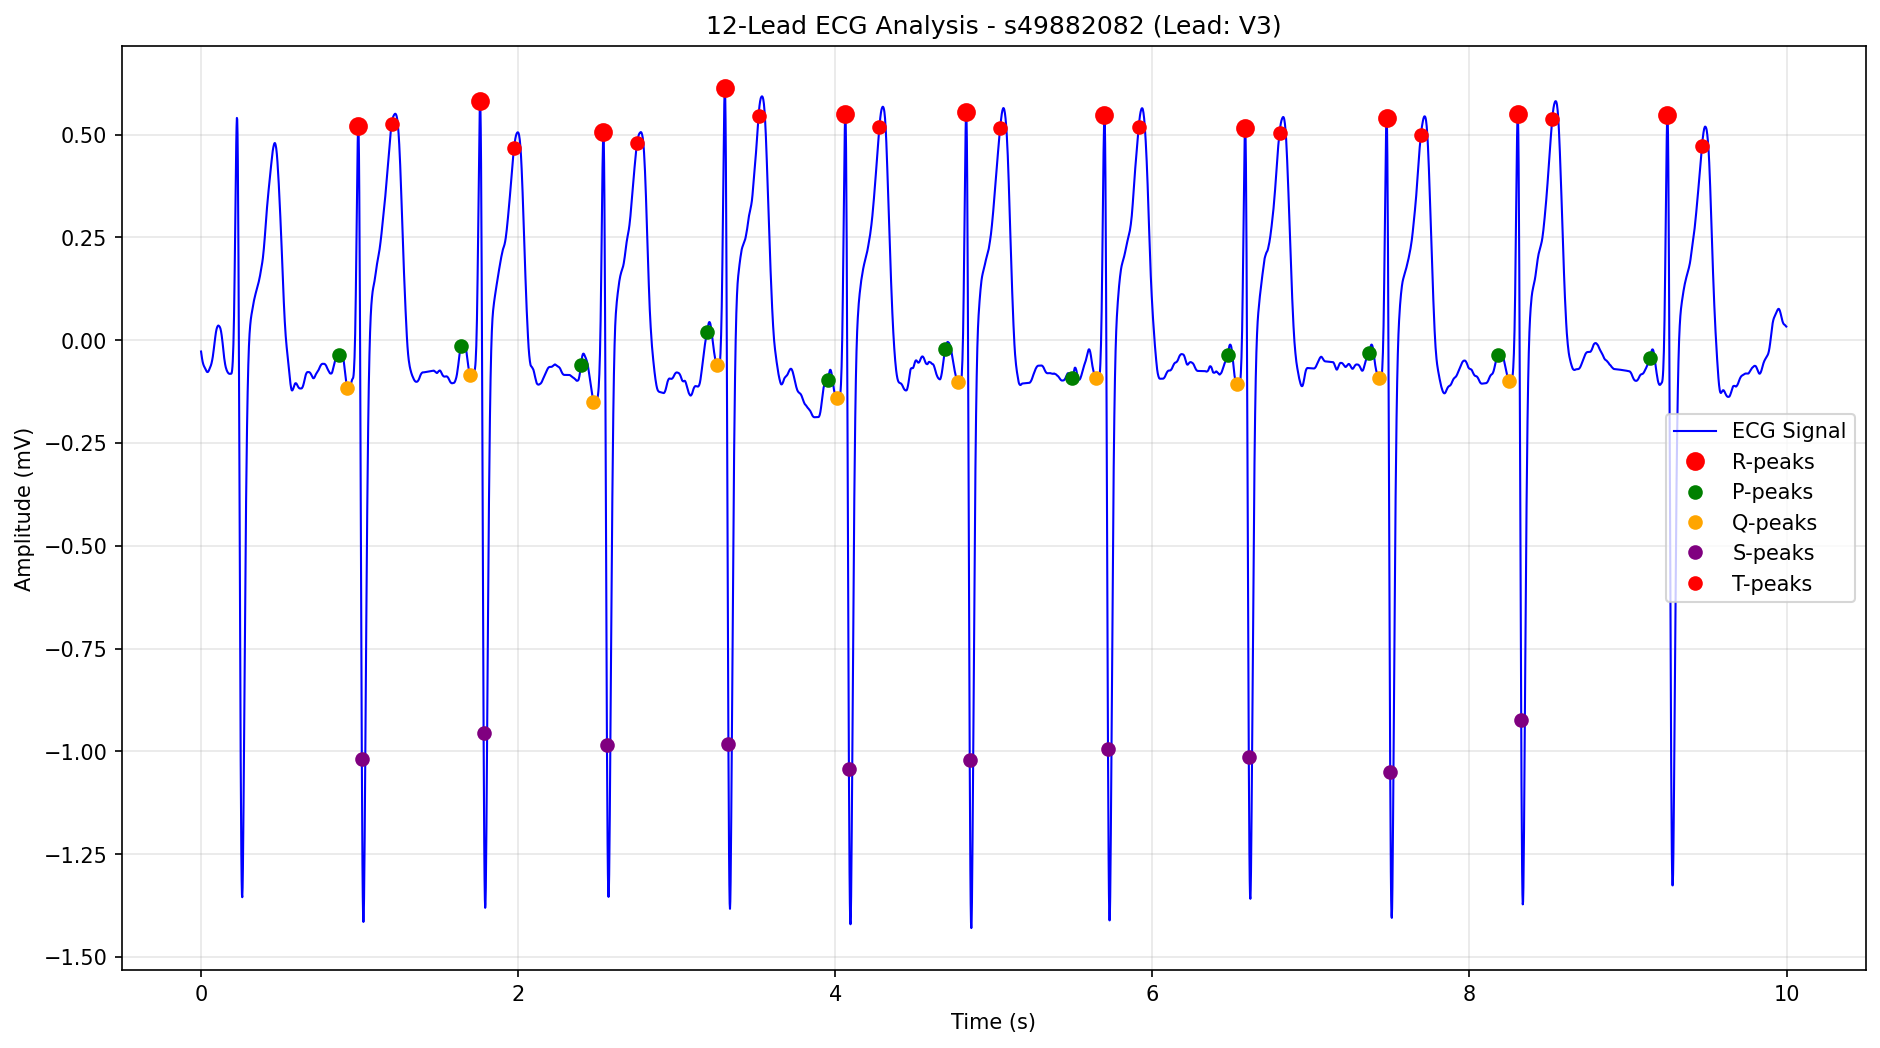 12-Lead ECG Analysis - s49882082 (Lead: V3)
0.50
0.25
0.00
−0.25
−0.50
−0.75
−1.00
−1.25
−1.50
Amplitude (mV)
ECG Signal
R-peaks
P-peaks
Q-peaks
S-peaks
T-peaks
0 2 4 6 8 10
Time (s)